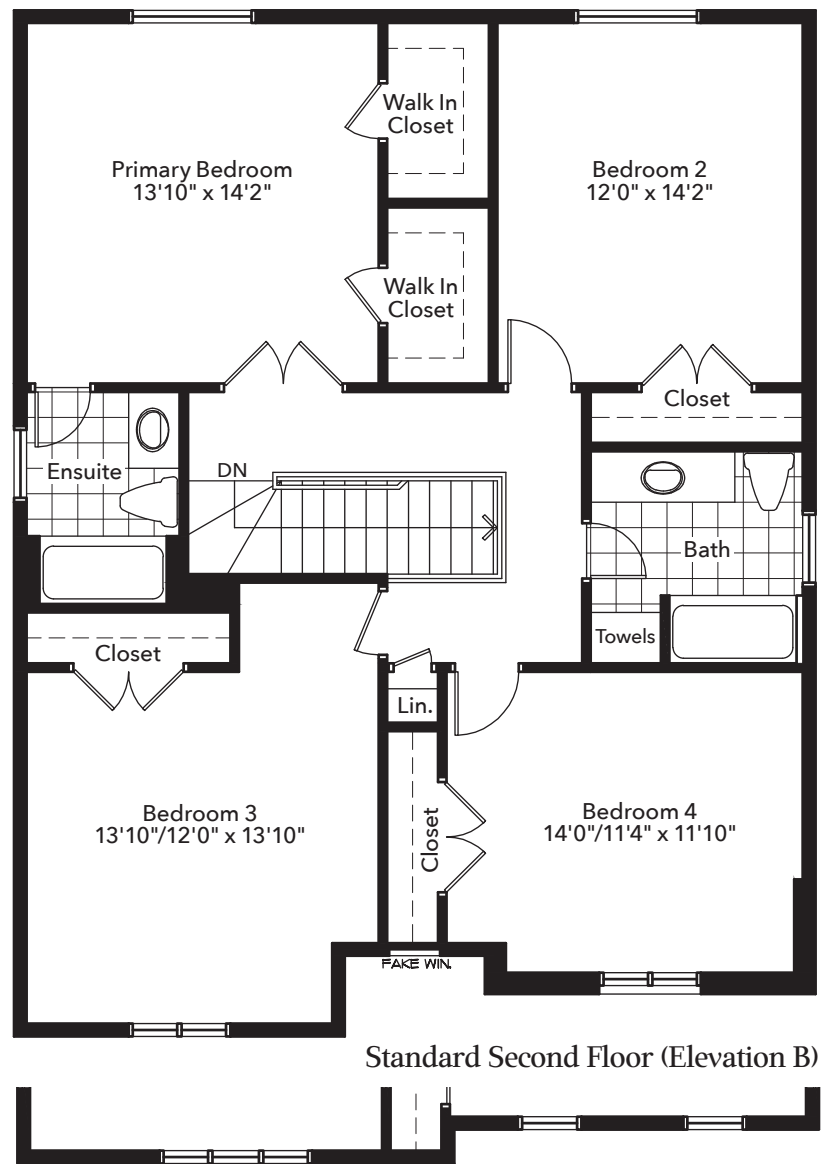 Walk In
Closet
Primary Bedroom
13'10" x 14'2"
Bedroom 2
12'0" x 14'2"
Walk In
Closet
Closet
Ensuite
DN
Bath
Towels
Closet
Lin.
Bedroom 3
13'10"/12'0" x 13'10"
Closet
Bedroom 4
14'0"/11'4" x 11'10"
FAKE WIN.
Standard Second Floor (Elevation B)